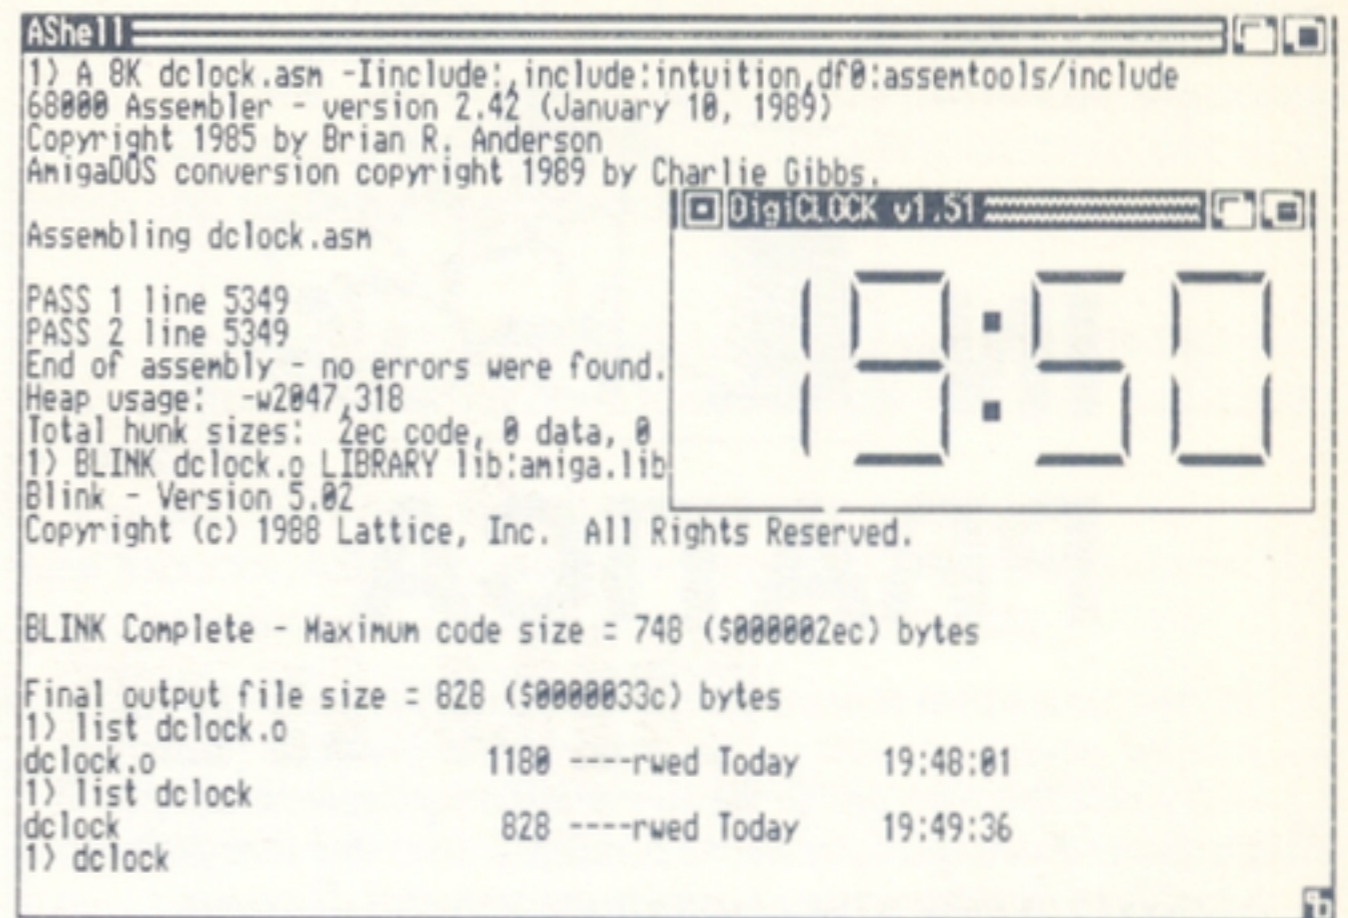 AShell
1) A 8K dclock.asm -Iinclude:,include:intuition,df0:assemtools/include
68000 Assembler - version 2.42 (January 10, 1989)
Copyright 1985 by Brian R. Anderson
AmigaDOS conversion copyright 1989 by Charlie Gibbs.
Assembling dclock.asm
PASS 1 line 5349
PASS 2 line 5349
End of assembly - no errors were found.
Heap usage:  -w2047,318
Total hunk sizes:  2ec code, 0 data, 0
1) BLINK dclock.o LIBRARY lib:amiga.lib
Blink - Version 5.02
Copyright (c) 1988 Lattice, Inc.  All Rights Reserved.
BLINK Complete - Maximum code size = 748 ($000002ec) bytes
Final output file size = 828 ($0000033c) bytes
1) list dclock.o
dclock.o 1180 ----rwed Today 19:48:01
1) list dclock
dclock 828 ----rwed Today 19:49:36
1) dclock
DigiCLOCK v1.51
19:50